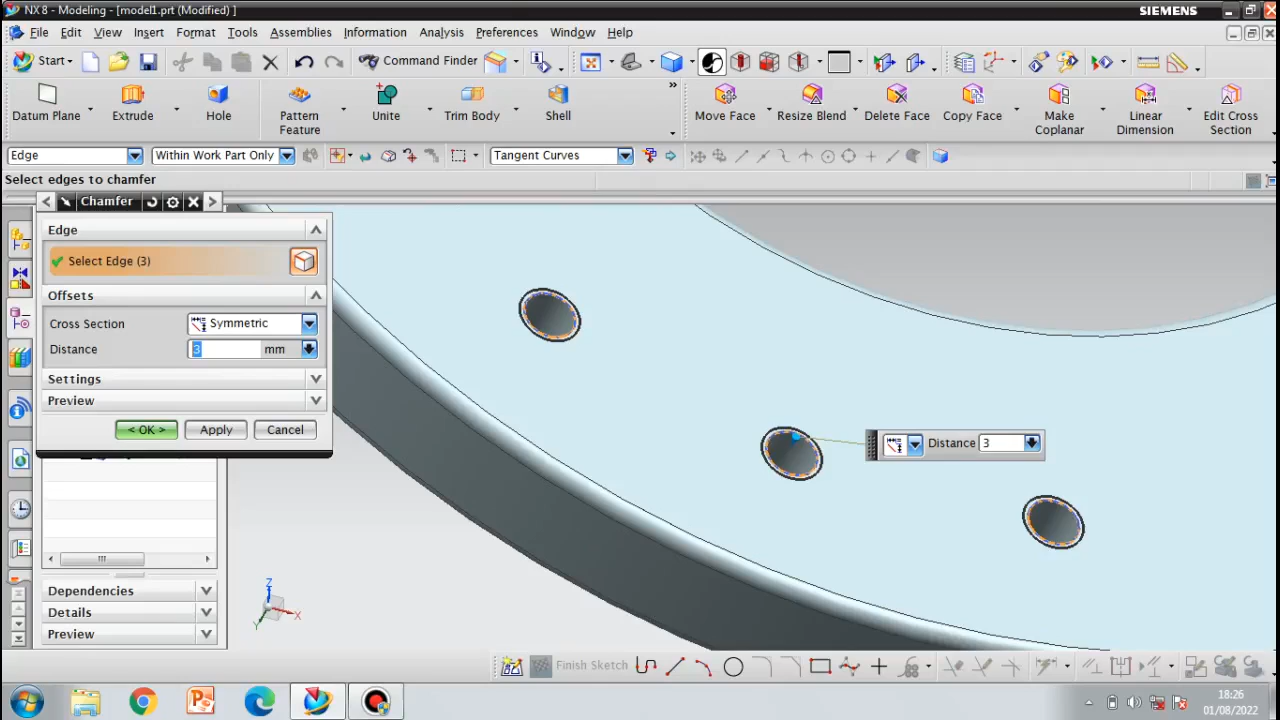 NX 8 - Modeling - [model1.prt (Modified) ]
SIEMENS
File Edit View Insert Format Tools Assemblies Information Analysis Preferences Window Help
Start Command Finder
Datum Plane Extrude Hole Pattern Feature Unite Trim Body Shell Move Face Resize Blend Delete Face Copy Face Make Coplanar Linear Dimension Edit Cross Section
Edge Within Work Part Only Tangent Curves
Select edges to chamfer
Chamfer
Edge
Select Edge (3)
Offsets
Cross Section Symmetric
Distance 3 mm
Settings
Preview
< OK > Apply Cancel
Distance 3
Dependencies
Details
Preview
Z
X
Y
Finish Sketch
18:26
01/08/2022